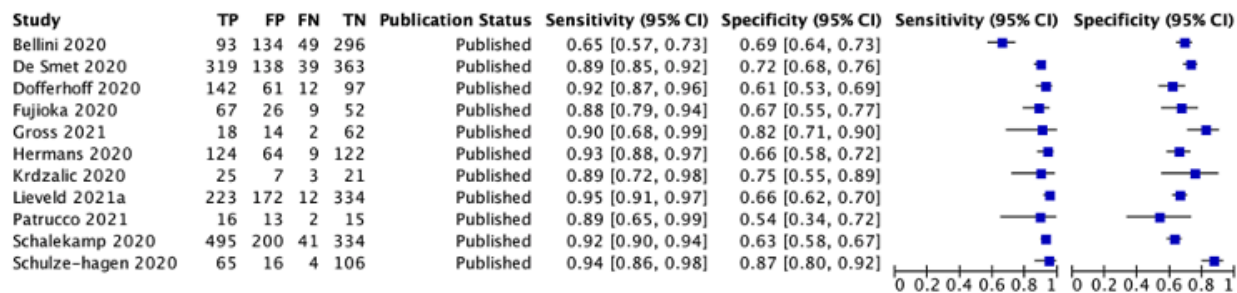 Study TP FP FN TN Publication Status Sensitivity (95% CI) Specificity (95% CI) Sensitivity (95% CI) Specificity (95% CI)
Bellini 2020 93 134 49 296 Published 0.65 [0.57, 0.73] 0.69 [0.64, 0.73]
De Smet 2020 319 138 39 363 Published 0.89 [0.85, 0.92] 0.72 [0.68, 0.76]
Dofferhoff 2020 142 61 12 97 Published 0.92 [0.87, 0.96] 0.61 [0.53, 0.69]
Fujioka 2020 67 26 9 52 Published 0.88 [0.79, 0.94] 0.67 [0.55, 0.77]
Gross 2021 18 14 2 62 Published 0.90 [0.68, 0.99] 0.82 [0.71, 0.90]
Hermans 2020 124 64 9 122 Published 0.93 [0.88, 0.97] 0.66 [0.58, 0.72]
Krdzalic 2020 25 7 3 21 Published 0.89 [0.72, 0.98] 0.75 [0.55, 0.89]
Lieveld 2021a 223 172 12 334 Published 0.95 [0.91, 0.97] 0.66 [0.62, 0.70]
Patrucco 2021 16 13 2 15 Published 0.89 [0.65, 0.99] 0.54 [0.34, 0.72]
Schalekamp 2020 495 200 41 334 Published 0.92 [0.90, 0.94] 0.63 [0.58, 0.67]
Schulze-hagen 2020 65 16 4 106 Published 0.94 [0.86, 0.98] 0.87 [0.80, 0.92]
0 0.2 0.4 0.6 0.8 1 0 0.2 0.4 0.6 0.8 1